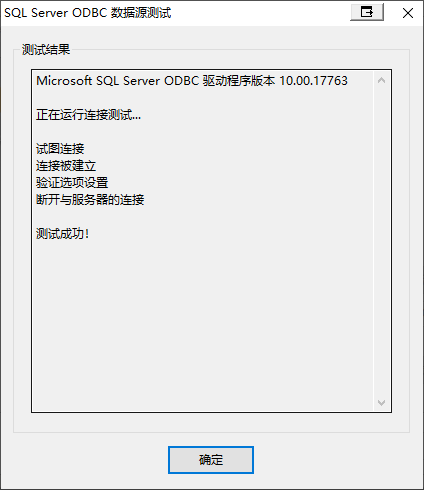 SQL Server ODBC 数据源测试
测试结果
Microsoft SQL Server ODBC 驱动程序版本 10.00.17763
正在运行连接测试...
试图连接
连接被建立
验证选项设置
断开与服务器的连接
测试成功!
确定